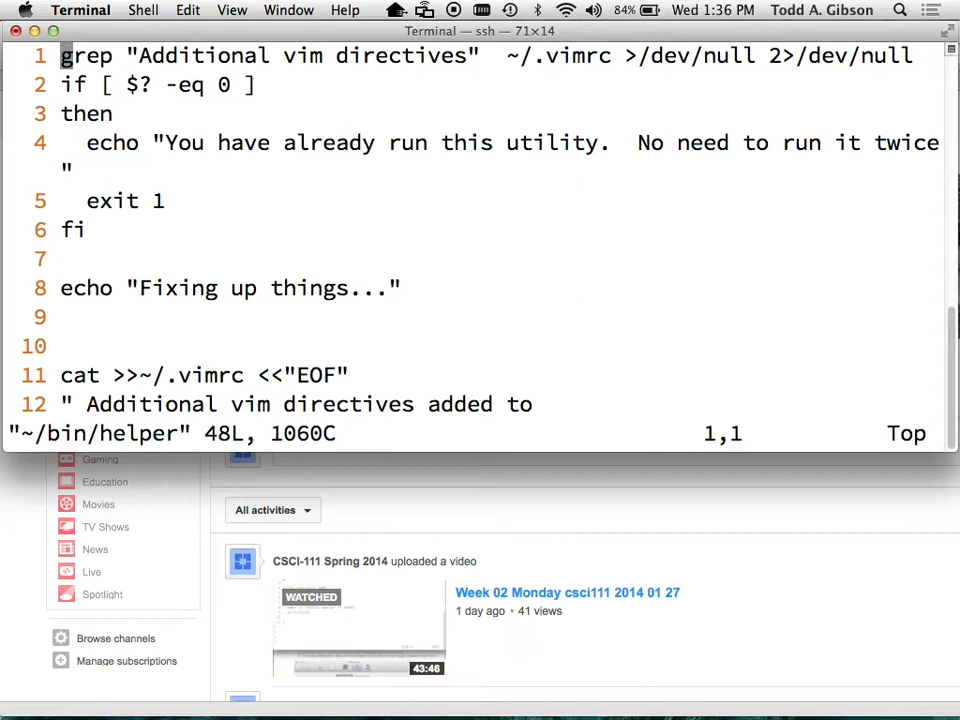 Terminal Shell Edit View Window Help 84% Wed 1:36 PM Todd A. Gibson
Terminal — ssh — 71×14
1 grep "Additional vim directives"  ~/.vimrc >/dev/null 2>/dev/null
2 if [ $? -eq 0 ]
3 then
4   echo "You have already run this utility.  No need to run it twice
"
5   exit 1
6 fi
7
8 echo "Fixing up things..."
9
10
11 cat >>~/.vimrc <<"EOF"
12 " Additional vim directives added to
"~/bin/helper" 48L, 1060C 1,1 Top
Gaming
Education
Movies
TV Shows
News
Live
Spotlight
Browse channels
Manage subscriptions
All activities
CSCI-111 Spring 2014 uploaded a video
WATCHED
43:46
Week 02 Monday csci111 2014 01 27
1 day ago • 41 views